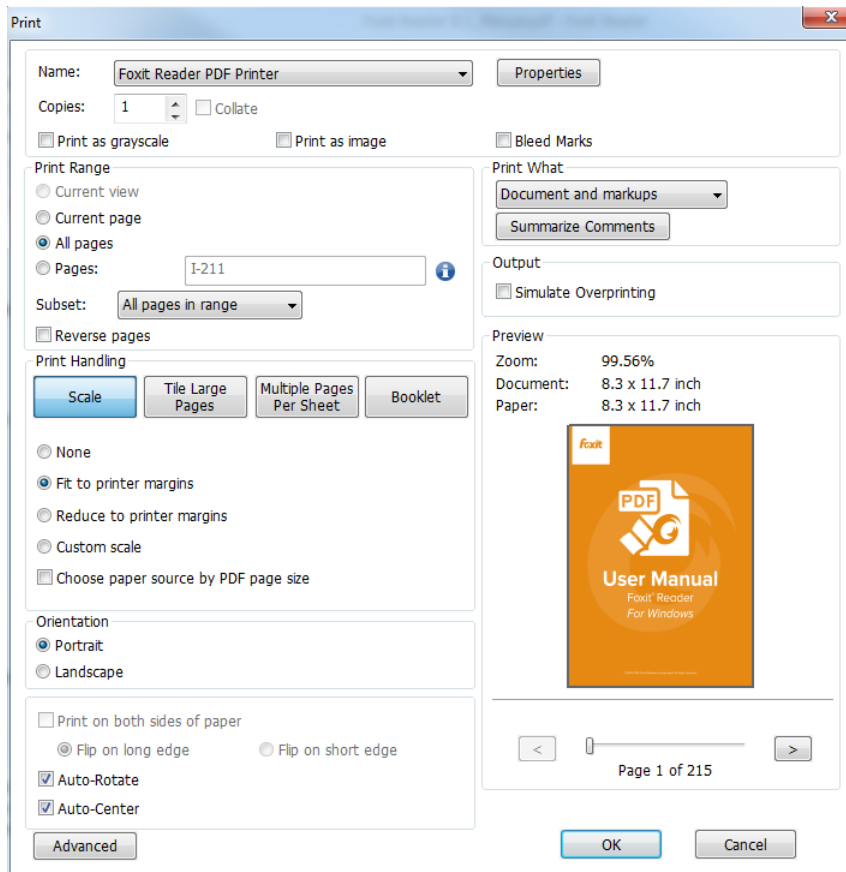 Print
Name: Foxit Reader PDF Printer Properties
Copies: 1 Collate
Print as grayscale Print as image Bleed Marks
Print Range
Current view
Current page
All pages
Pages: I-211
Subset: All pages in range
Reverse pages
Print What
Document and markups
Summarize Comments
Output
Simulate Overprinting
Print Handling
Scale
Tile Large
Pages
Multiple Pages
Per Sheet
Booklet
None
Fit to printer margins
Reduce to printer margins
Custom scale
Choose paper source by PDF page size
Preview
Zoom: 99.56%
Document: 8.3 x 11.7 inch
Paper: 8.3 x 11.7 inch
Foxit
PDF
User Manual
Foxit® Reader
For Windows
< >
Page 1 of 215
Orientation
Portrait
Landscape
Print on both sides of paper
Flip on long edge Flip on short edge
Auto-Rotate
Auto-Center
Advanced OK Cancel